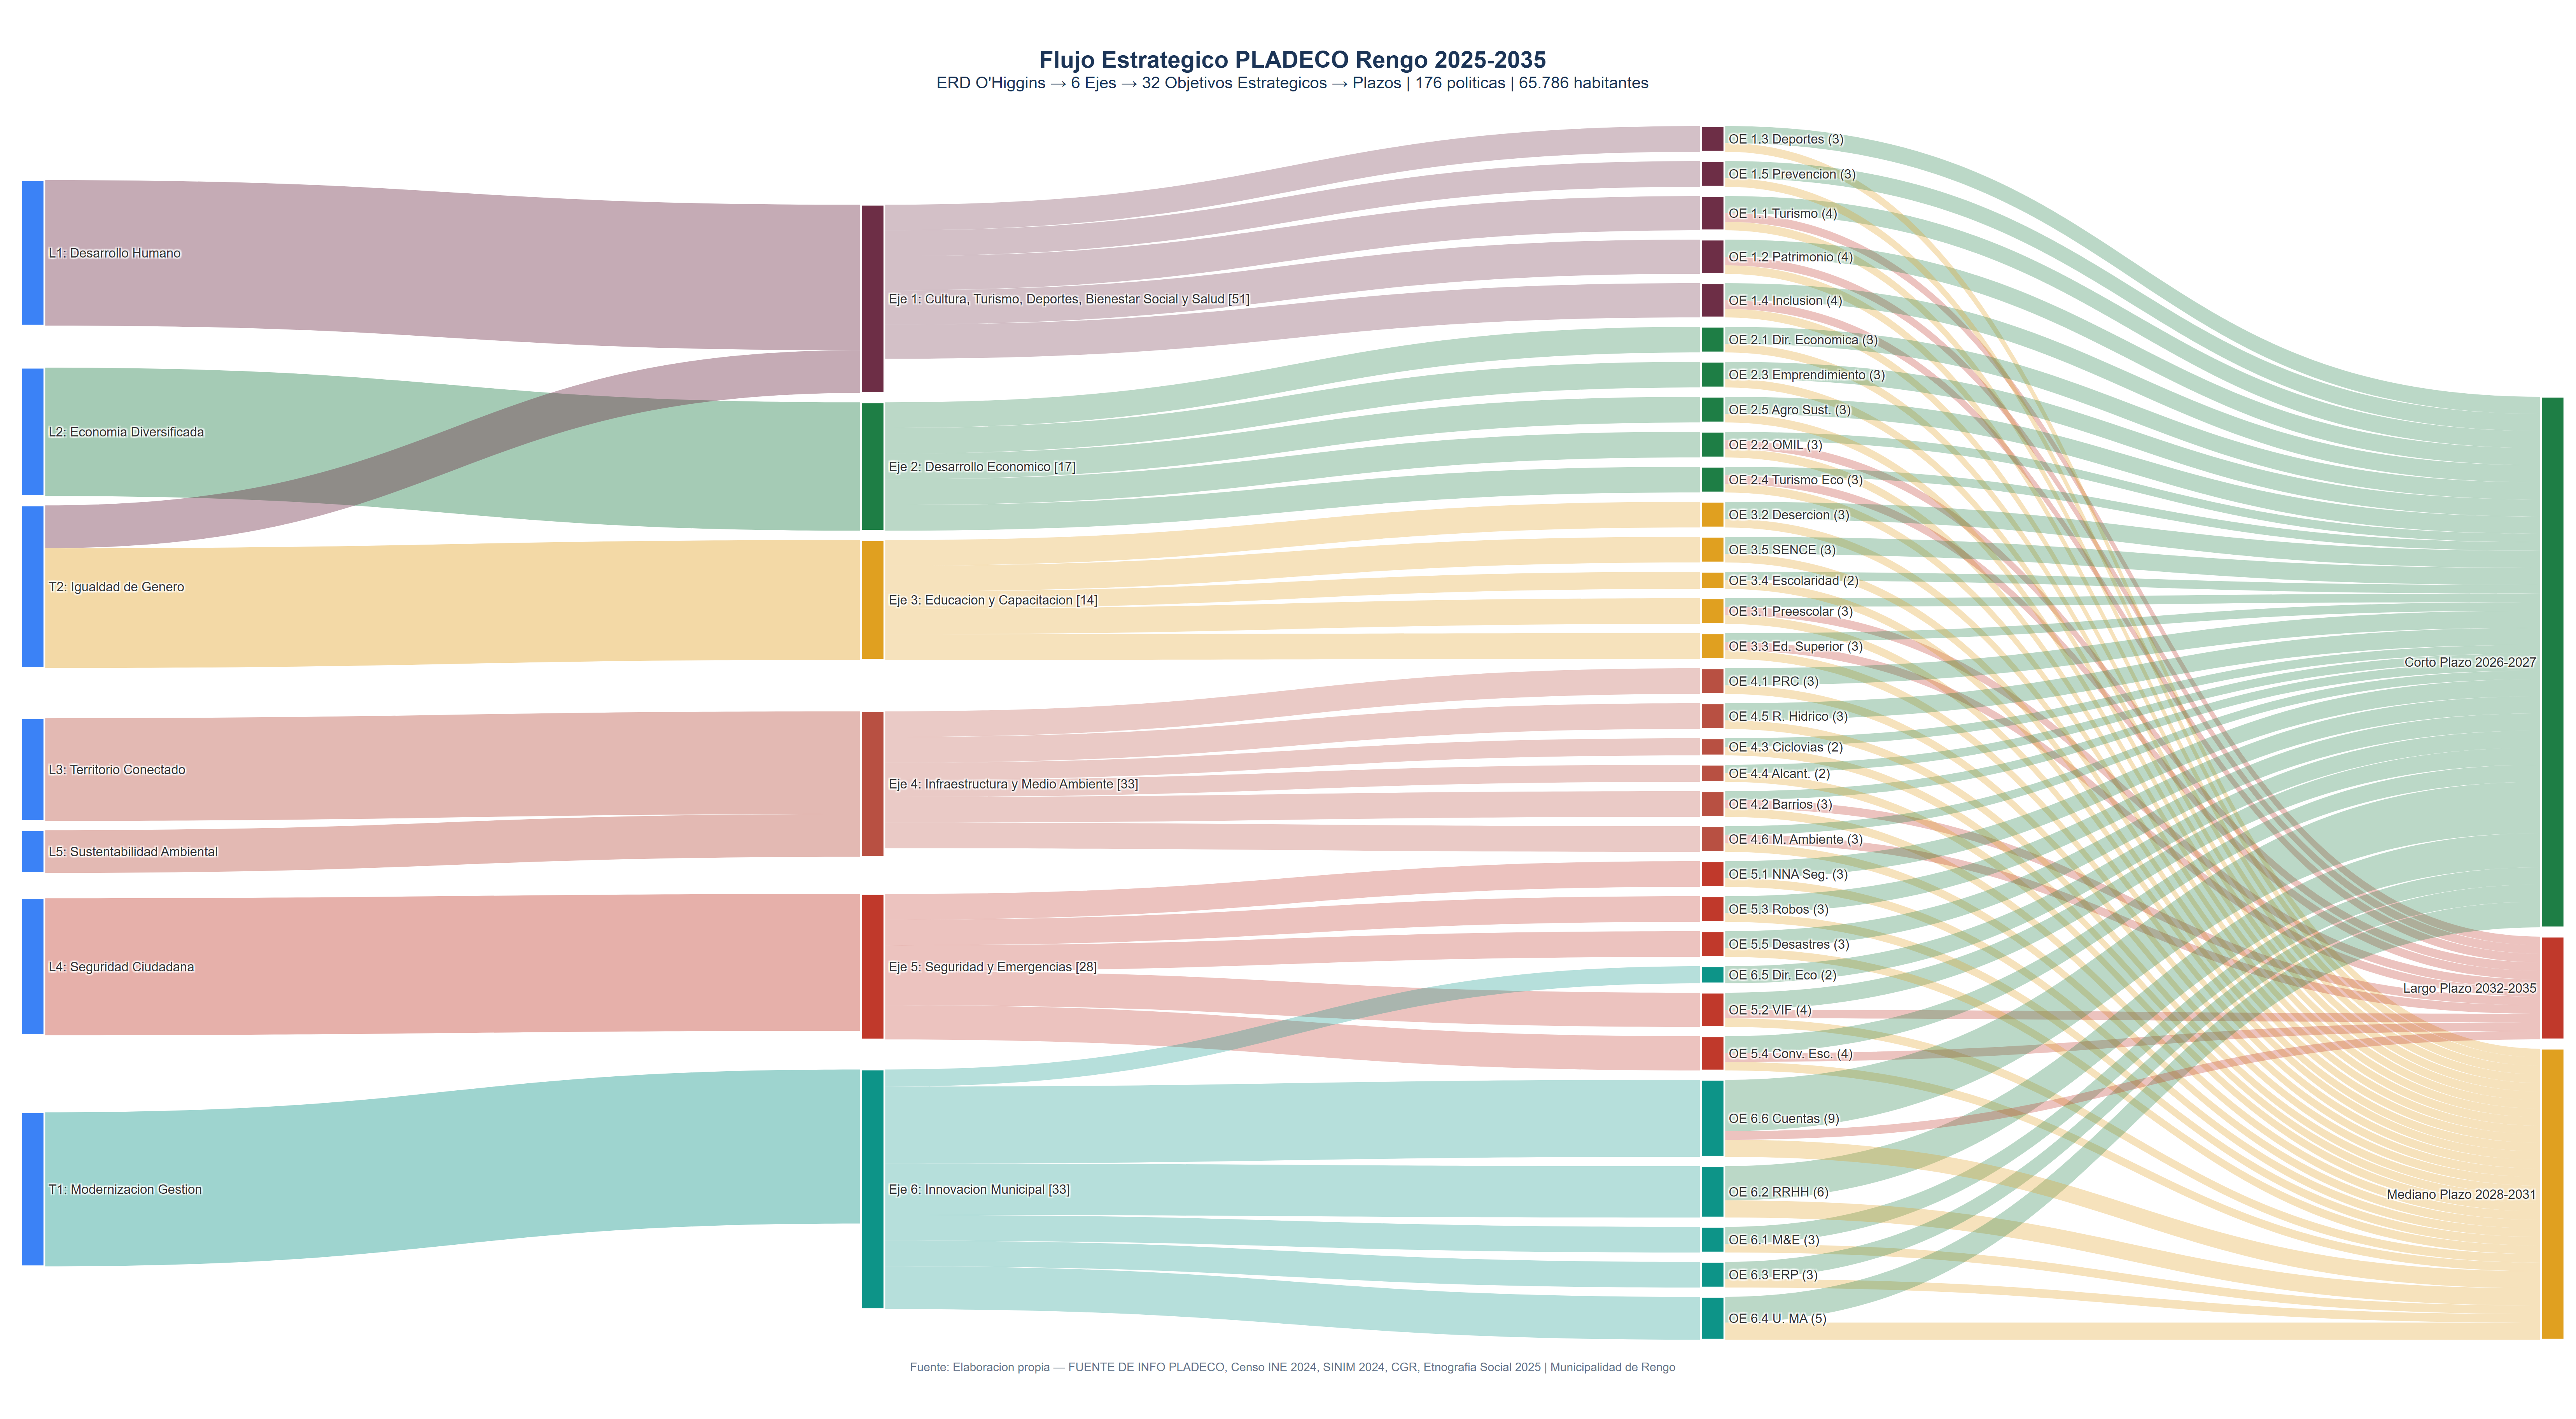 Flujo Estrategico PLADECO Rengo 2025-2035
ERD O'Higgins → 6 Ejes → 32 Objetivos Estrategicos → Plazos | 176 politicas | 65.786 habitantes
L1: Desarrollo Humano
L2: Economia Diversificada
T2: Igualdad de Genero
L3: Territorio Conectado
L5: Sustentabilidad Ambiental
L4: Seguridad Ciudadana
T1: Modernizacion Gestion
Eje 1: Cultura, Turismo, Deportes, Bienestar Social y Salud [51]
Eje 2: Desarrollo Economico [17]
Eje 3: Educacion y Capacitacion [14]
Eje 4: Infraestructura y Medio Ambiente [33]
Eje 5: Seguridad y Emergencias [28]
Eje 6: Innovacion Municipal [33]
OE 1.3 Deportes (3)
OE 1.5 Prevencion (3)
OE 1.1 Turismo (4)
OE 1.2 Patrimonio (4)
OE 1.4 Inclusion (4)
OE 2.1 Dir. Economica (3)
OE 2.3 Emprendimiento (3)
OE 2.5 Agro Sust. (3)
OE 2.2 OMIL (3)
OE 2.4 Turismo Eco (3)
OE 3.2 Desercion (3)
OE 3.5 SENCE (3)
OE 3.4 Escolaridad (2)
OE 3.1 Preescolar (3)
OE 3.3 Ed. Superior (3)
OE 4.1 PRC (3)
OE 4.5 R. Hidrico (3)
OE 4.3 Ciclovias (2)
OE 4.4 Alcant. (2)
OE 4.2 Barrios (3)
OE 4.6 M. Ambiente (3)
OE 5.1 NNA Seg. (3)
OE 5.3 Robos (3)
OE 5.5 Desastres (3)
OE 6.5 Dir. Eco (2)
OE 5.2 VIF (4)
OE 5.4 Conv. Esc. (4)
OE 6.6 Cuentas (9)
OE 6.2 RRHH (6)
OE 6.1 M&E (3)
OE 6.3 ERP (3)
OE 6.4 U. MA (5)
Corto Plazo 2026-2027
Largo Plazo 2032-2035
Mediano Plazo 2028-2031
Fuente: Elaboracion propia — FUENTE DE INFO PLADECO, Censo INE 2024, SINIM 2024, CGR, Etnografia Social 2025 | Municipalidad de Rengo